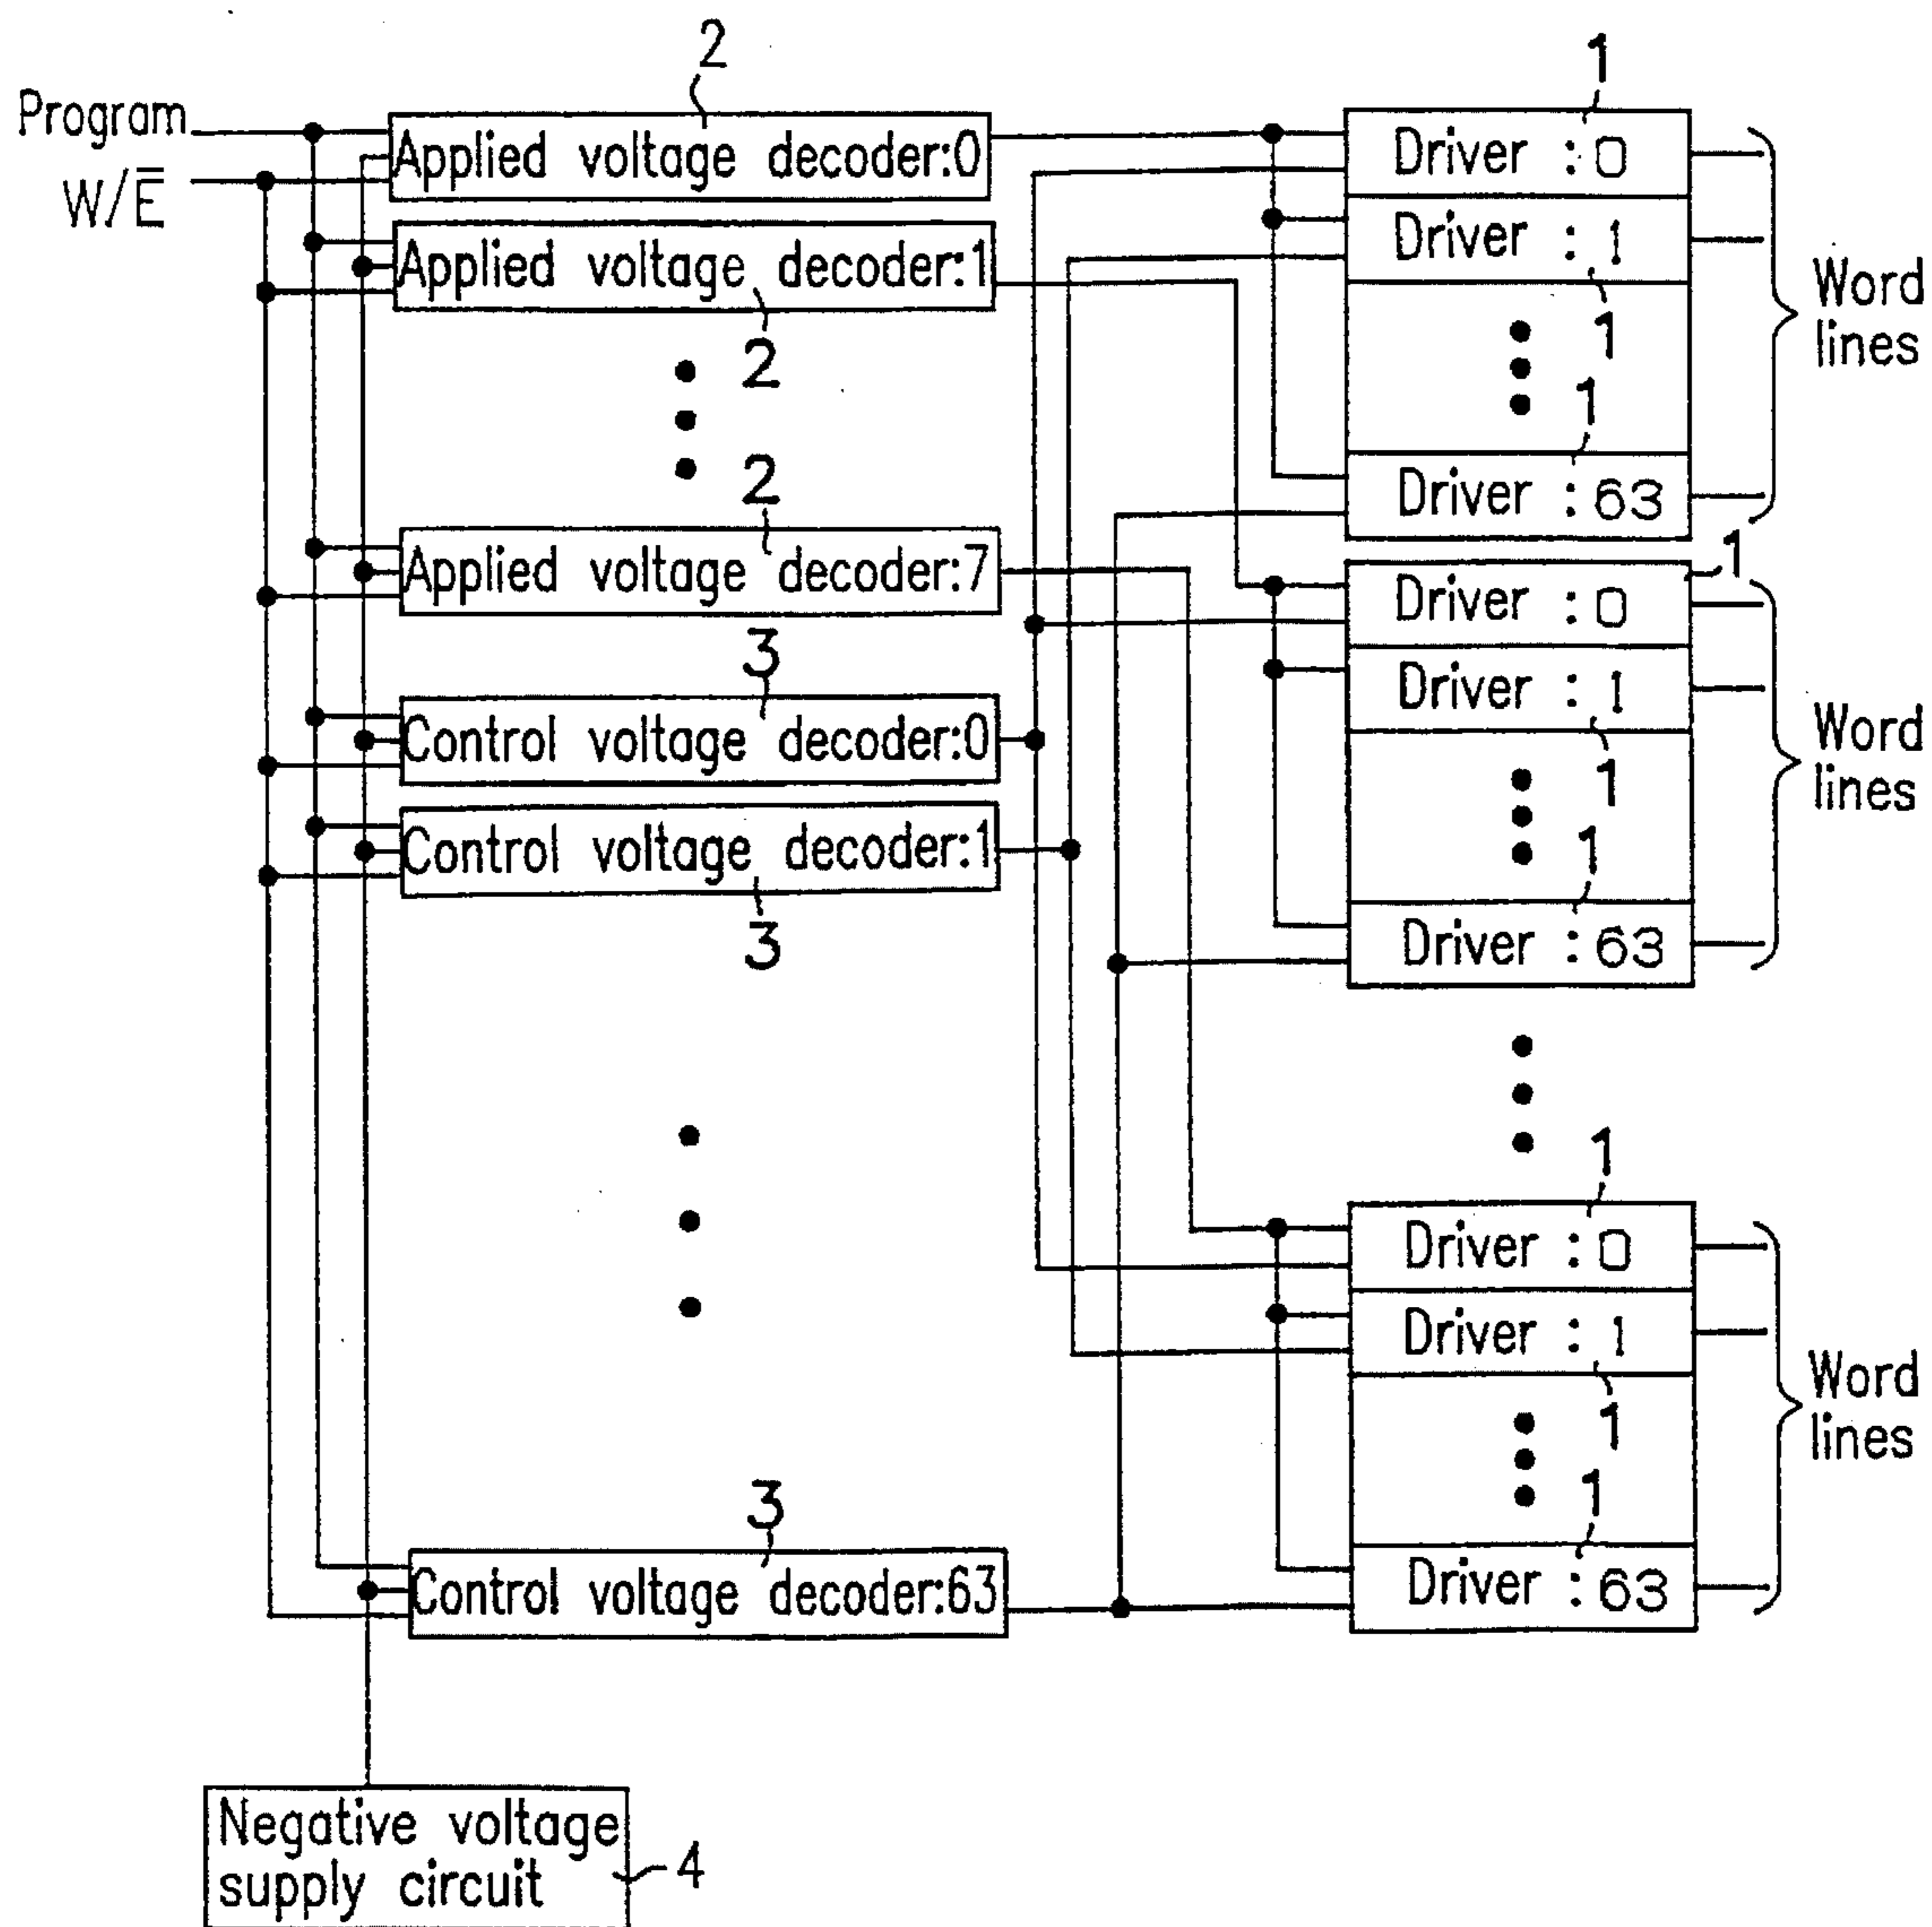 2
1
Program
Applied voltage decoder:0
Driver : 0
W/E̅
Applied voltage decoder:1
Driver : 1
Word
lines
2
1
1
2
Driver : 63
Applied voltage decoder:7
1
Driver : 0
3
Driver : 1
Control voltage decoder:0
Word
lines
1
Control voltage decoder:1
1
3
Driver : 63
1
Driver : 0
Driver : 1
Word
lines
1
1
3
Control voltage decoder:63
Driver : 63
Negative voltage
supply circuit
4